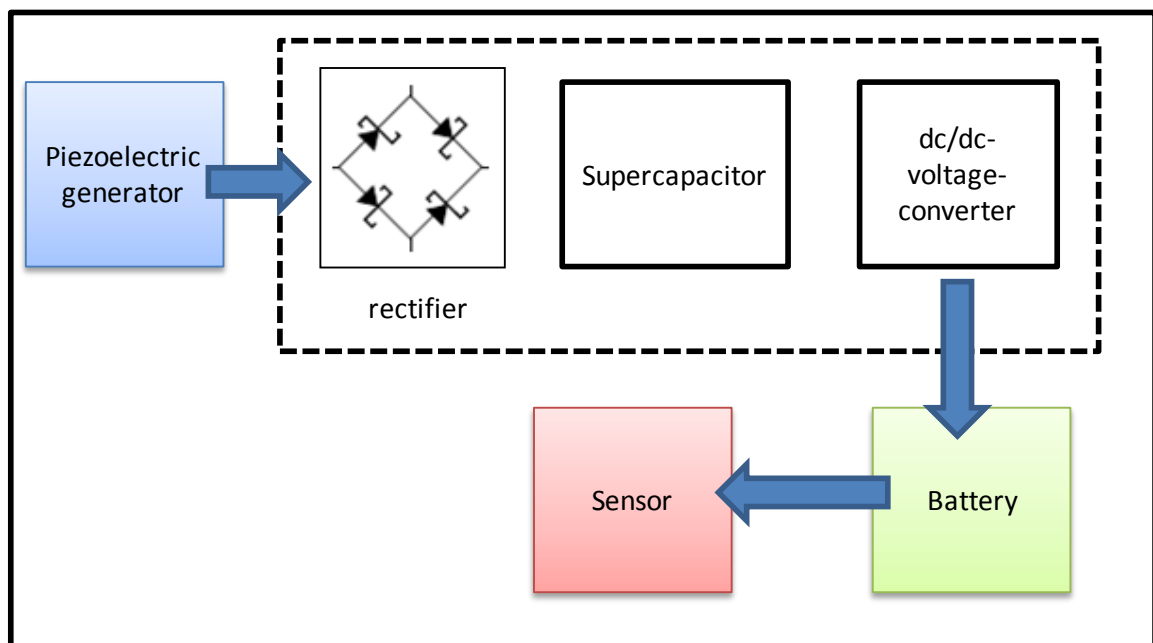 Piezoelectric
generator
rectifier
Supercapacitor
dc/dc-
voltage-
converter
Sensor
Battery